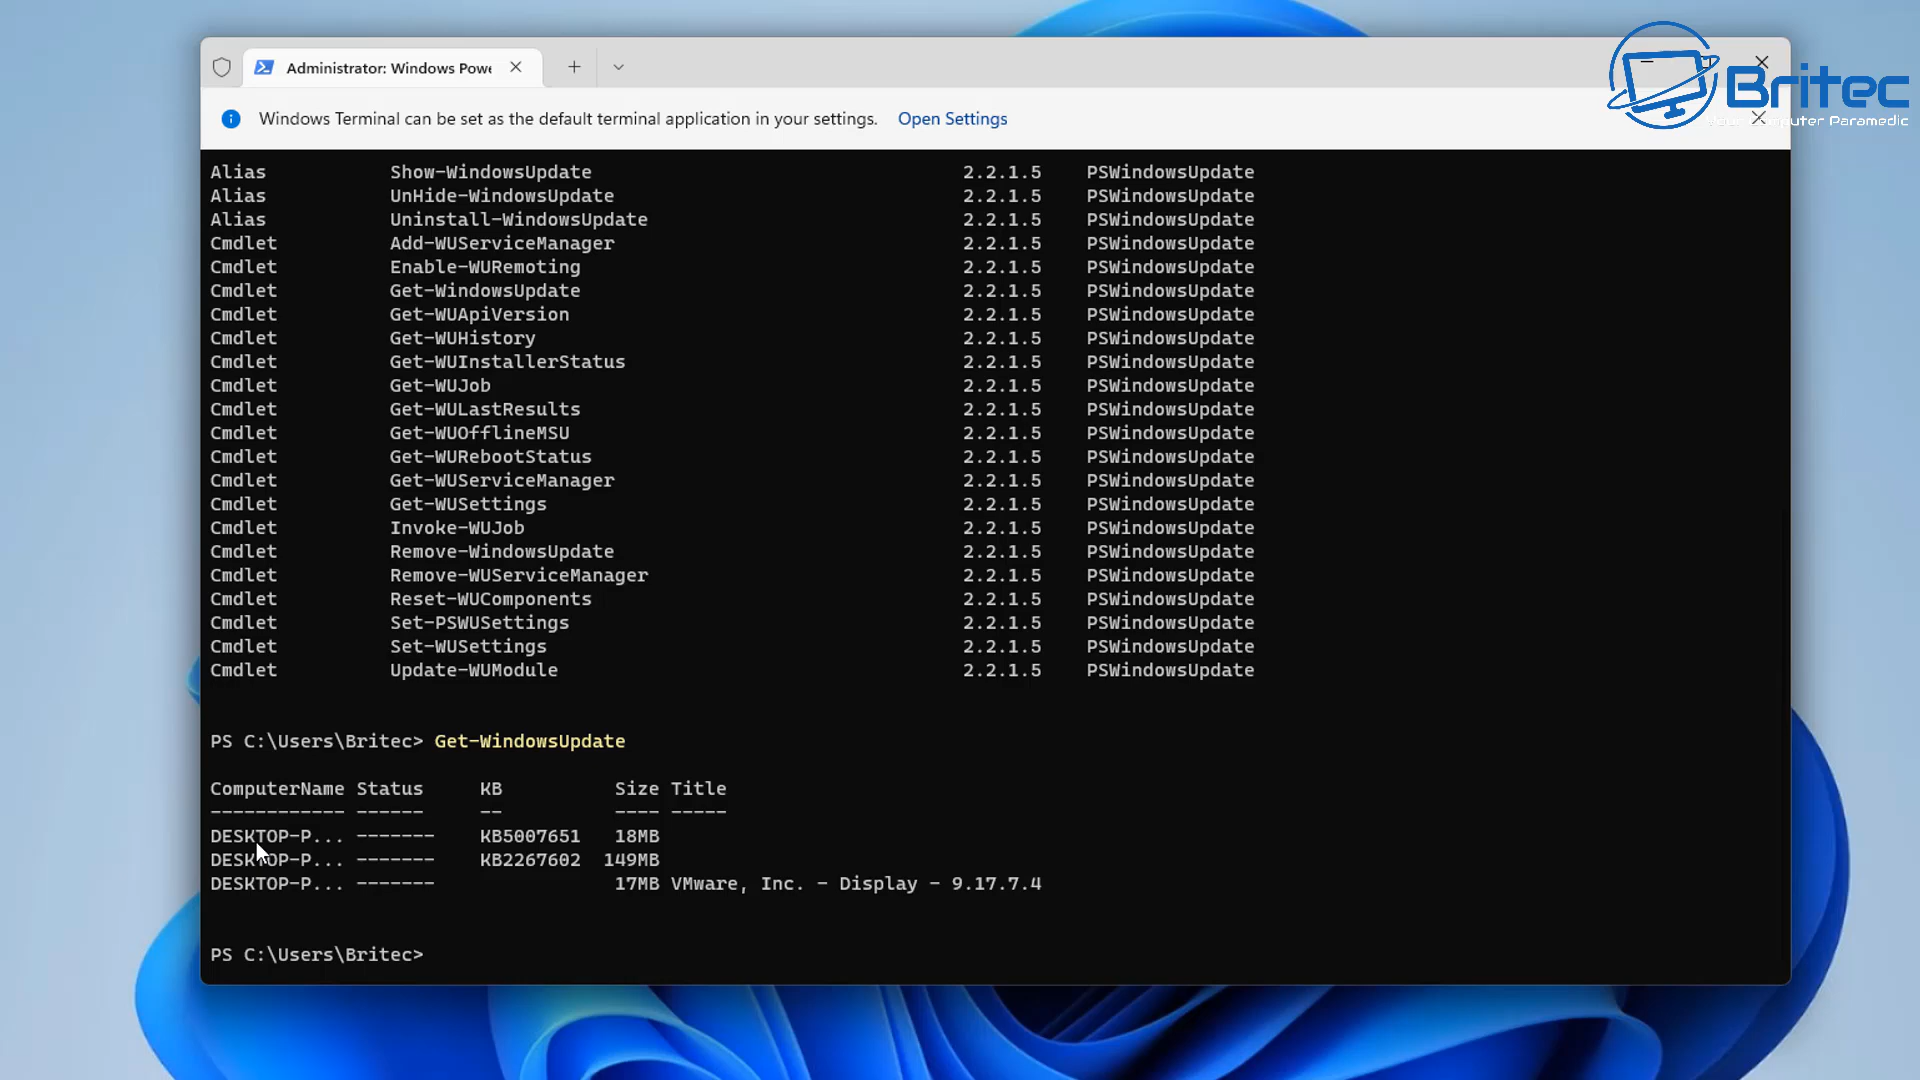 Administrator: Windows Powe
Britec
Your Computer Paramedic
Windows Terminal can be set as the default terminal application in your settings. Open Settings
Alias Show-WindowsUpdate 2.2.1.5 PSWindowsUpdate
Alias UnHide-WindowsUpdate 2.2.1.5 PSWindowsUpdate
Alias Uninstall-WindowsUpdate 2.2.1.5 PSWindowsUpdate
Cmdlet Add-WUServiceManager 2.2.1.5 PSWindowsUpdate
Cmdlet Enable-WURemoting 2.2.1.5 PSWindowsUpdate
Cmdlet Get-WindowsUpdate 2.2.1.5 PSWindowsUpdate
Cmdlet Get-WUApiVersion 2.2.1.5 PSWindowsUpdate
Cmdlet Get-WUHistory 2.2.1.5 PSWindowsUpdate
Cmdlet Get-WUInstallerStatus 2.2.1.5 PSWindowsUpdate
Cmdlet Get-WUJob 2.2.1.5 PSWindowsUpdate
Cmdlet Get-WULastResults 2.2.1.5 PSWindowsUpdate
Cmdlet Get-WUOfflineMSU 2.2.1.5 PSWindowsUpdate
Cmdlet Get-WURebootStatus 2.2.1.5 PSWindowsUpdate
Cmdlet Get-WUServiceManager 2.2.1.5 PSWindowsUpdate
Cmdlet Get-WUSettings 2.2.1.5 PSWindowsUpdate
Cmdlet Invoke-WUJob 2.2.1.5 PSWindowsUpdate
Cmdlet Remove-WindowsUpdate 2.2.1.5 PSWindowsUpdate
Cmdlet Remove-WUServiceManager 2.2.1.5 PSWindowsUpdate
Cmdlet Reset-WUComponents 2.2.1.5 PSWindowsUpdate
Cmdlet Set-PSWUSettings 2.2.1.5 PSWindowsUpdate
Cmdlet Set-WUSettings 2.2.1.5 PSWindowsUpdate
Cmdlet Update-WUModule 2.2.1.5 PSWindowsUpdate
PS C:\Users\Britec> Get-WindowsUpdate
ComputerName Status KB Size Title
------------ ------ -- ---- -----
DESKTOP-P... ------- KB5007651 18MB
DESKTOP-P... ------- KB2267602 149MB
DESKTOP-P... ------- 17MB VMware, Inc. - Display - 9.17.7.4
PS C:\Users\Britec>